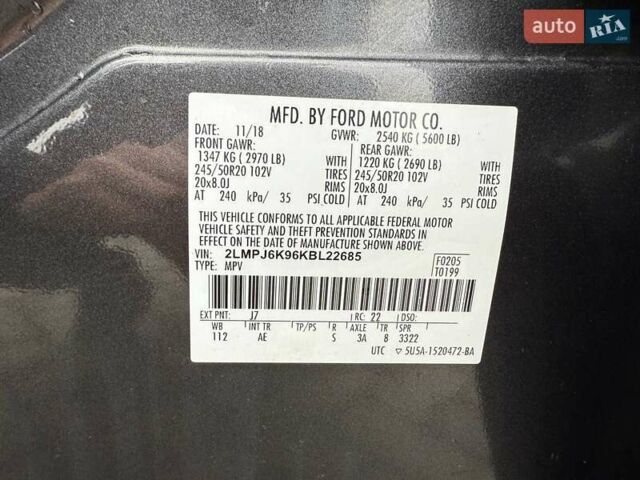 auto RIA
.com
MFD. BY FORD MOTOR CO.
DATE: 11/18 GVWR: 2540 KG ( 5600 LB)
FRONT GAWR: REAR GAWR:
1347 KG ( 2970 LB) WITH 1220 KG ( 2690 LB) WITH
245/50R20 102V TIRES 245/50R20 102V TIRES
20x8.0J RIMS 20x8.0J RIMS
AT 240 kPa/ 35 PSI COLD AT 240 kPa/ 35 PSI COLD
THIS VEHICLE CONFORMS TO ALL APPLICABLE FEDERAL MOTOR
VEHICLE SAFETY AND THEFT PREVENTION STANDARDS IN
EFFECT ON THE DATE OF MANUFACTURE SHOWN ABOVE.
VIN: 2LMPJ6K96KBL22685 F0205
TYPE: MPV T0199
EXT PNT: J7 RC: 22 DSO:
WB INT TR TP/PS R AXLE TR SPR
112 AE S 3A 8 3322
UTC ▽ 5U5A-1520472-BA